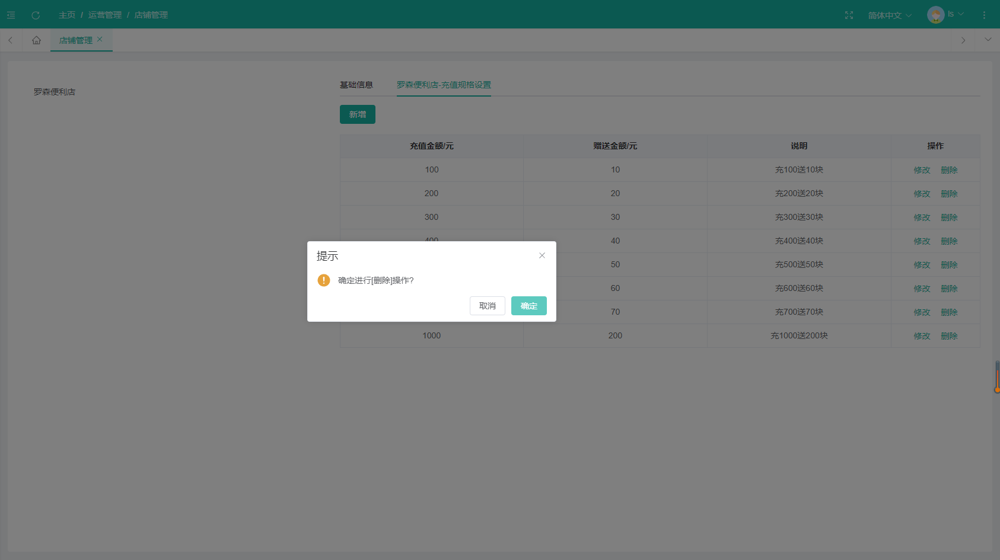 主页 / 运营管理 / 店铺管理
简体中文
ls
店铺管理
罗森便利店
基础信息
罗森便利店-充值规格设置
新增
充值金额/元 赠送金额/元 说明 操作
100 10 充100送10块 修改 删除
200 20 充200送20块 修改 删除
300 30 充300送30块 修改 删除
400 40 充400送40块 修改 删除
50 充500送50块 修改 删除
60 充600送60块 修改 删除
70 充700送70块 修改 删除
1000 200 充1000送200块 修改 删除
提示
确定进行[删除]操作?
取消 确定